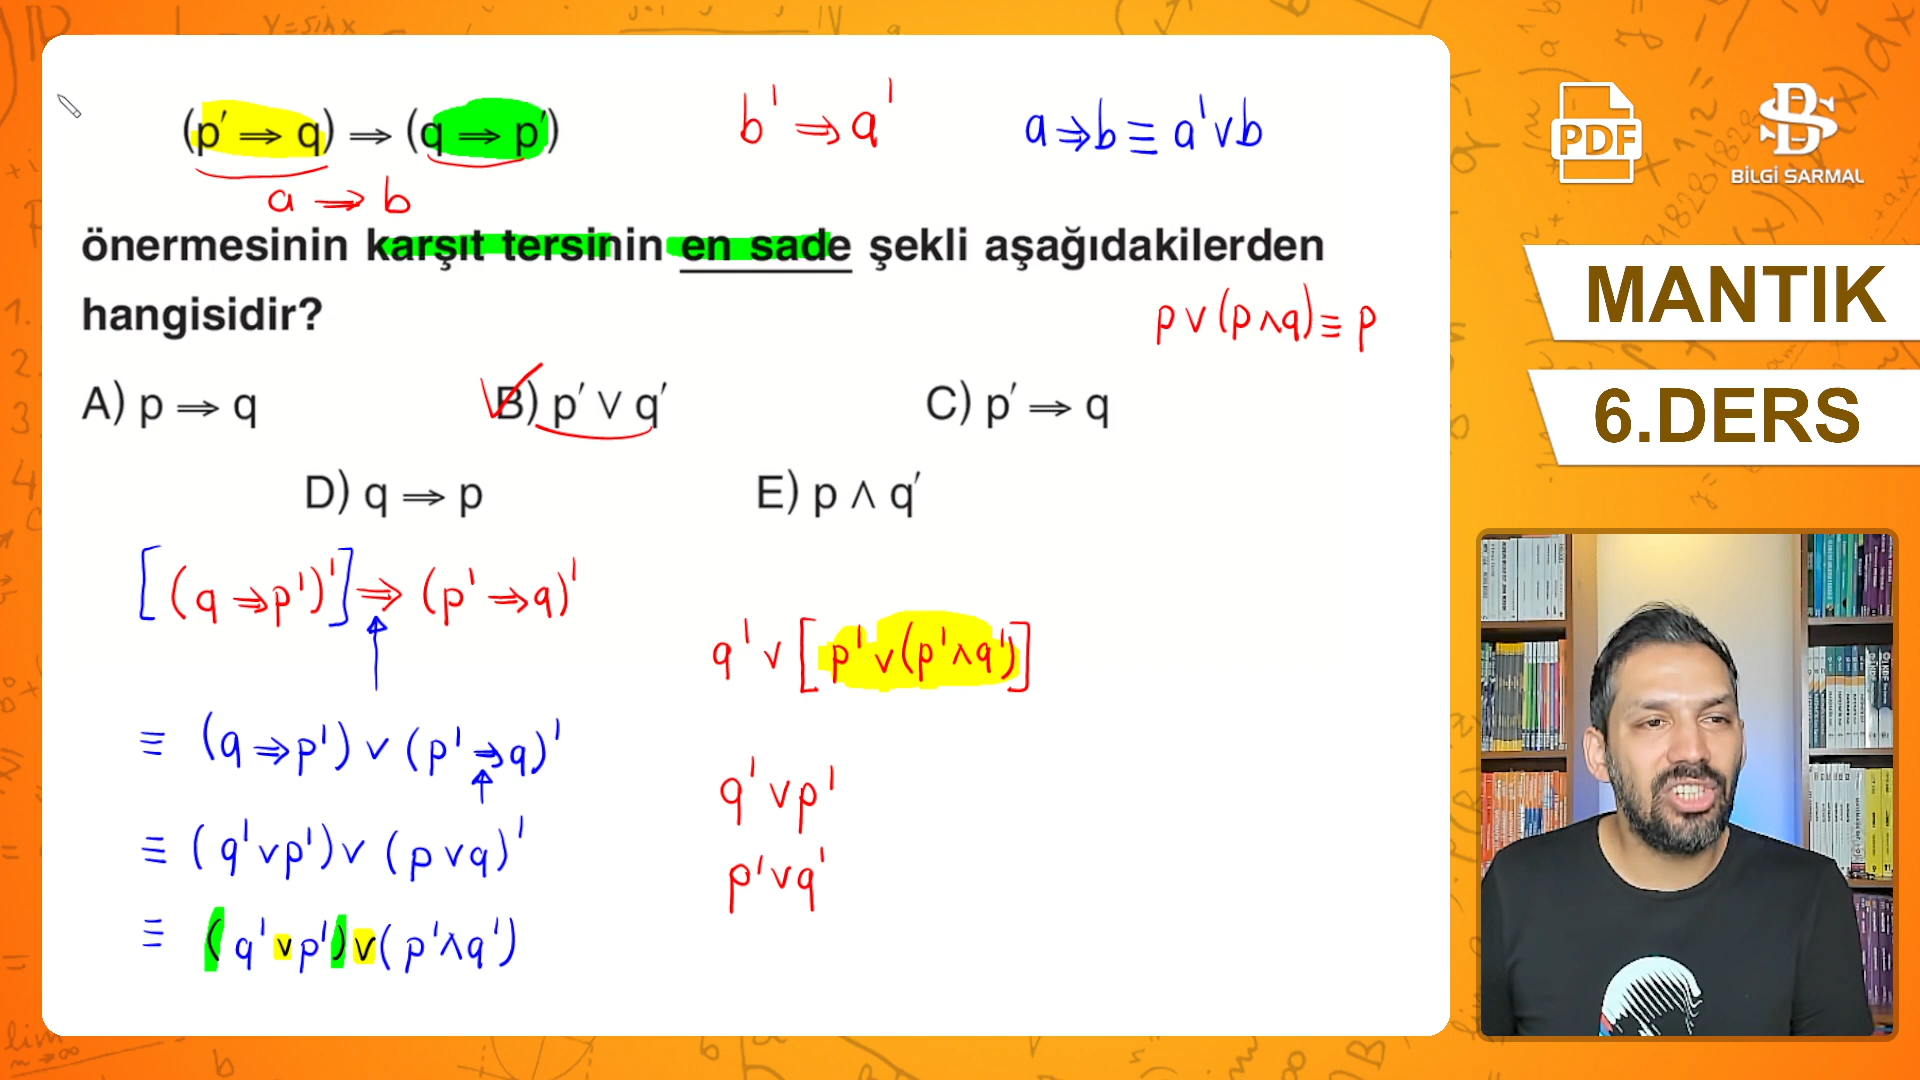 (p′ ⇒ q) ⇒ (q ⇒ p′)
a ⇒ b
b' ⇒ a'
a ⇒ b ≡ a' ∨ b
önermesinin karşıt tersinin en sade şekli aşağıdakilerden
hangisidir?
p ∨ (p ∧ q) ≡ p
A) p ⇒ q
B) p′ ∨ q′
C) p′ ⇒ q
D) q ⇒ p
E) p ∧ q′
[(q ⇒ p')'] ⇒ (p' ⇒ q)'
≡ (q ⇒ p') ∨ (p' ⇒ q)'
≡ (q' ∨ p') ∨ (p ∨ q)'
≡ (q' ∨ p') ∨ (p' ∧ q')
q' ∨ [p' ∨ (p' ∧ q')]
q' ∨ p'
p' ∨ q'
PDF
BİLGİ SARMAL
MANTIK
6.DERS